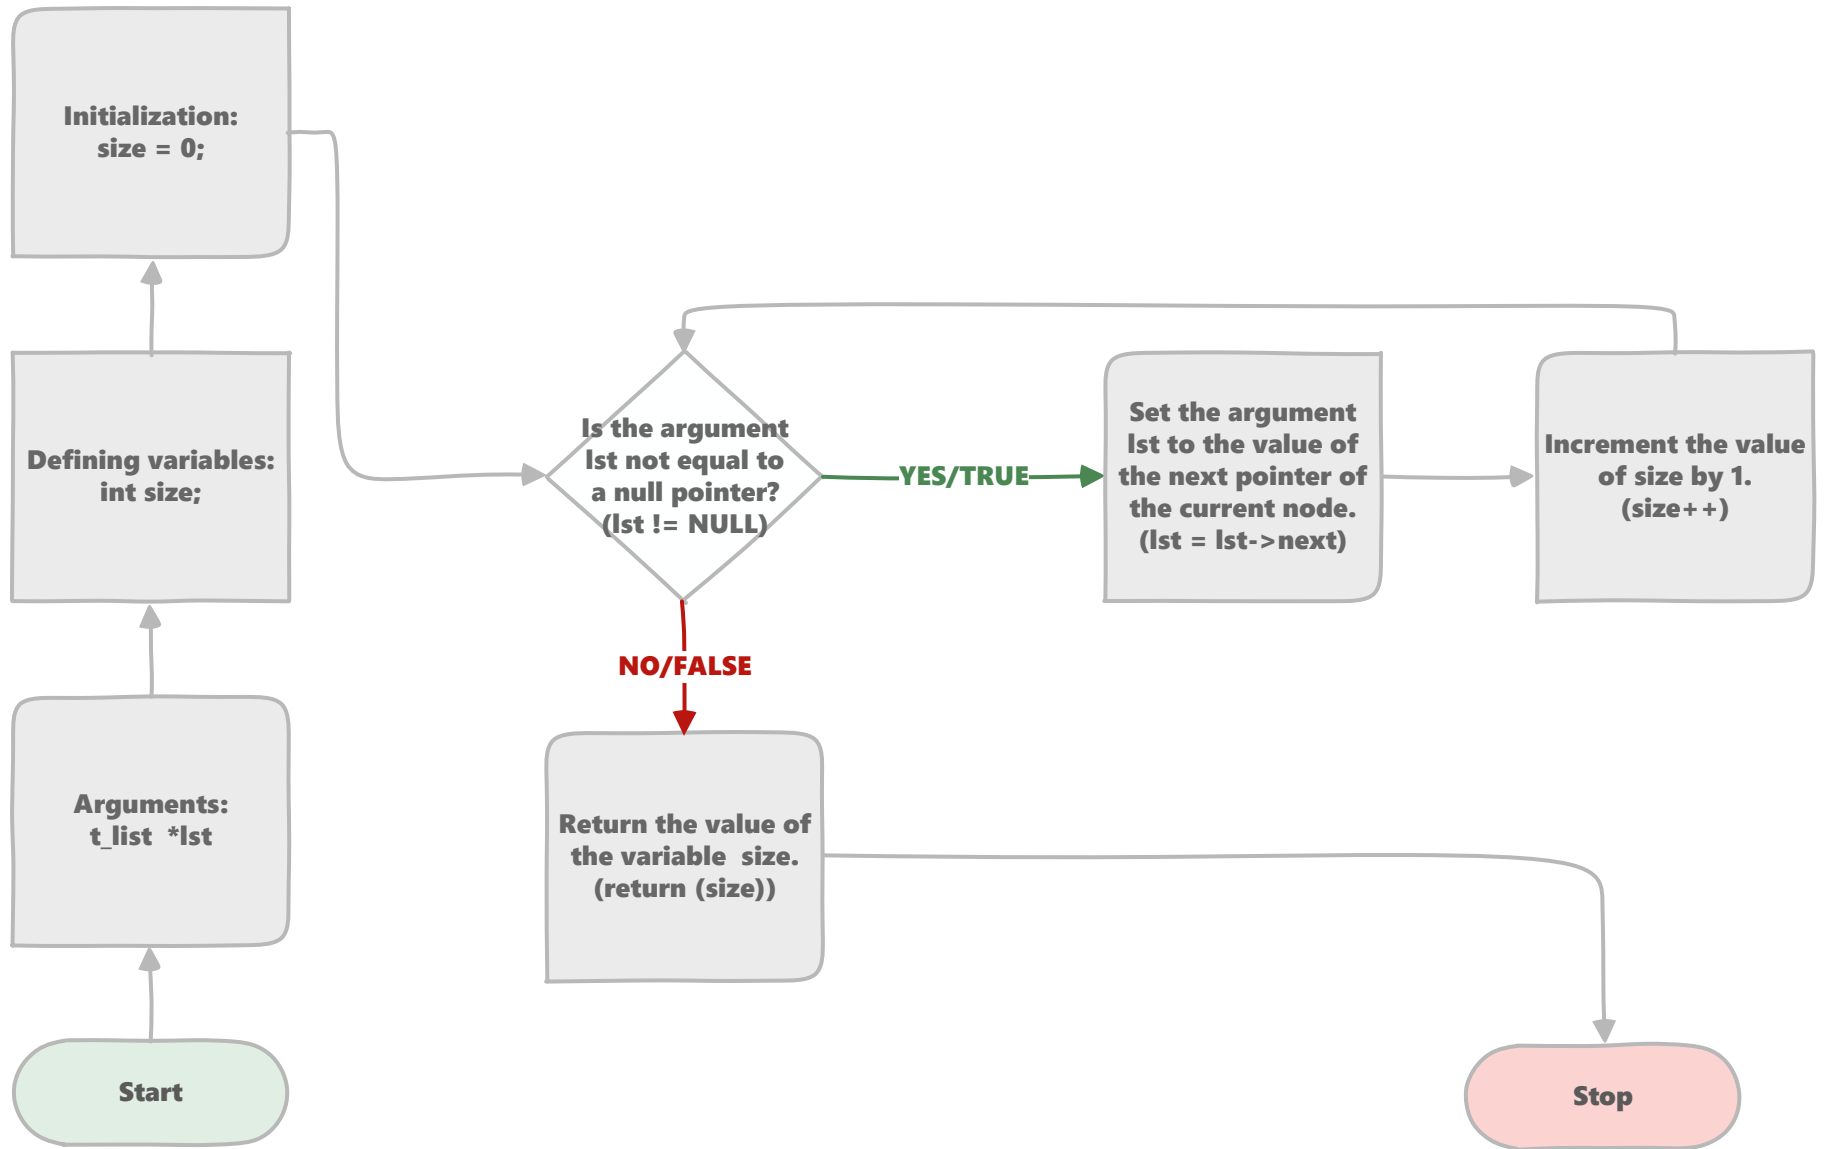 Initialization:
size = 0;
Defining variables:
int size;
Arguments:
t_list  *lst
Start
Is the argument
lst not equal to
a null pointer?
(lst != NULL)
YES/TRUE
Set the argument
lst to the value of
the next pointer of
the current node.
(lst = lst->next)
Increment the value
of size by 1.
(size++)
NO/FALSE
Return the value of
the variable  size.
(return (size))
Stop